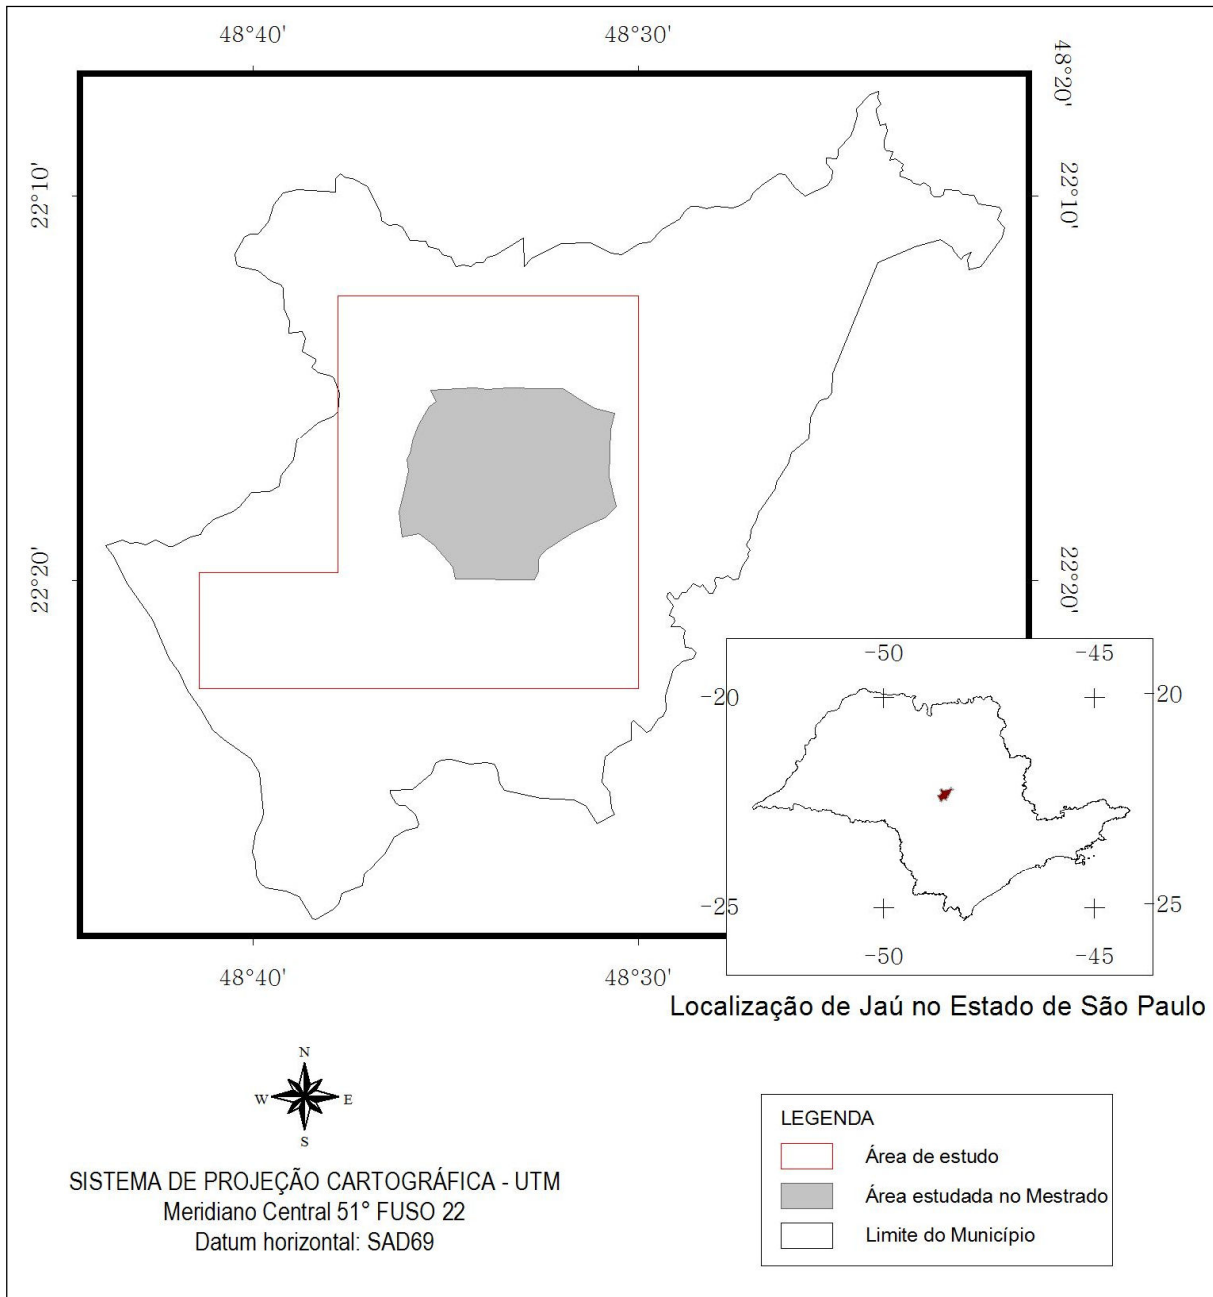 48°40'
48°30'
48°20'
22°10'
22°10'
22°20'
22°20'
-50
-45
-20
-20
-25
-25
-50
-45
48°40'
48°30'
Localização de Jaú no Estado de São Paulo
N
W
E
S
SISTEMA DE PROJEÇÃO CARTOGRÁFICA - UTM
Meridiano Central 51° FUSO 22
Datum horizontal: SAD69
LEGENDA
Área de estudo
Área estudada no Mestrado
Limite do Município